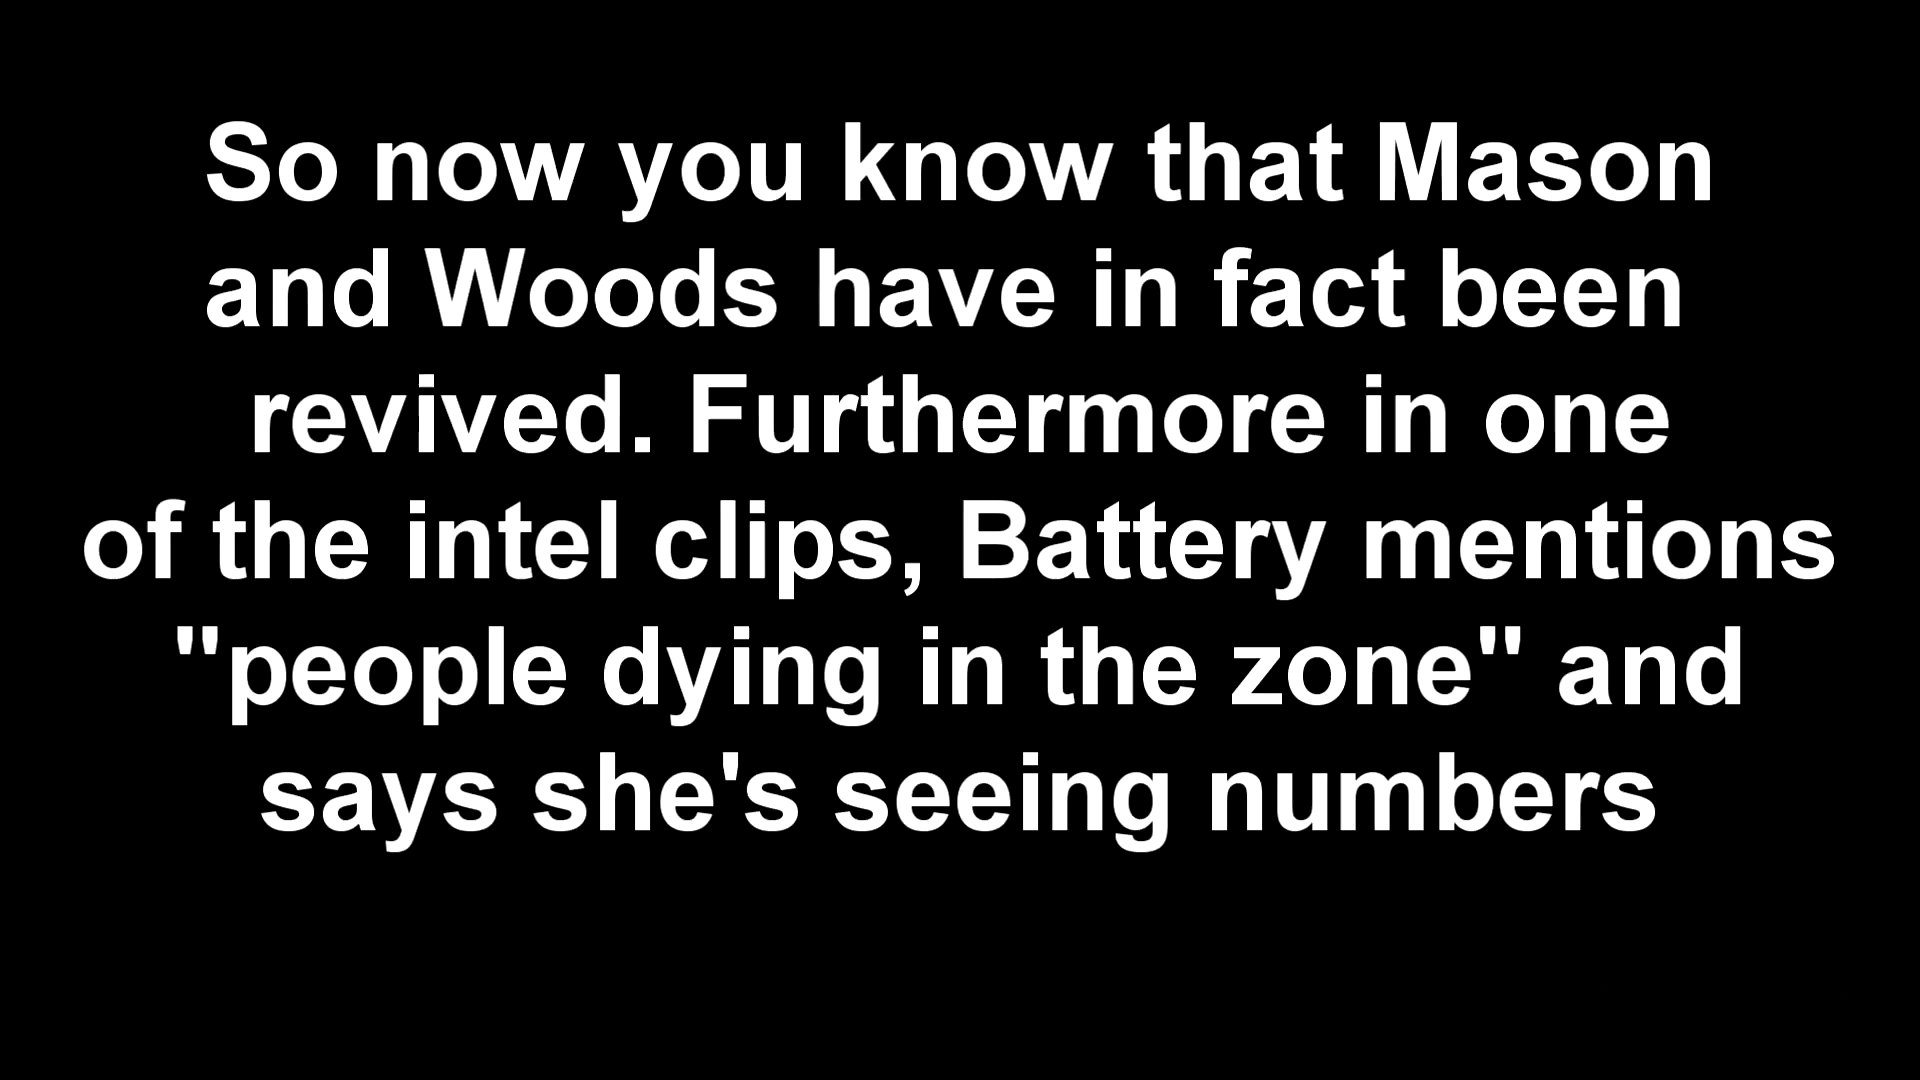 So now you know that Mason
and Woods have in fact been
revived. Furthermore in one
of the intel clips, Battery mentions
"people dying in the zone" and
says she's seeing numbers